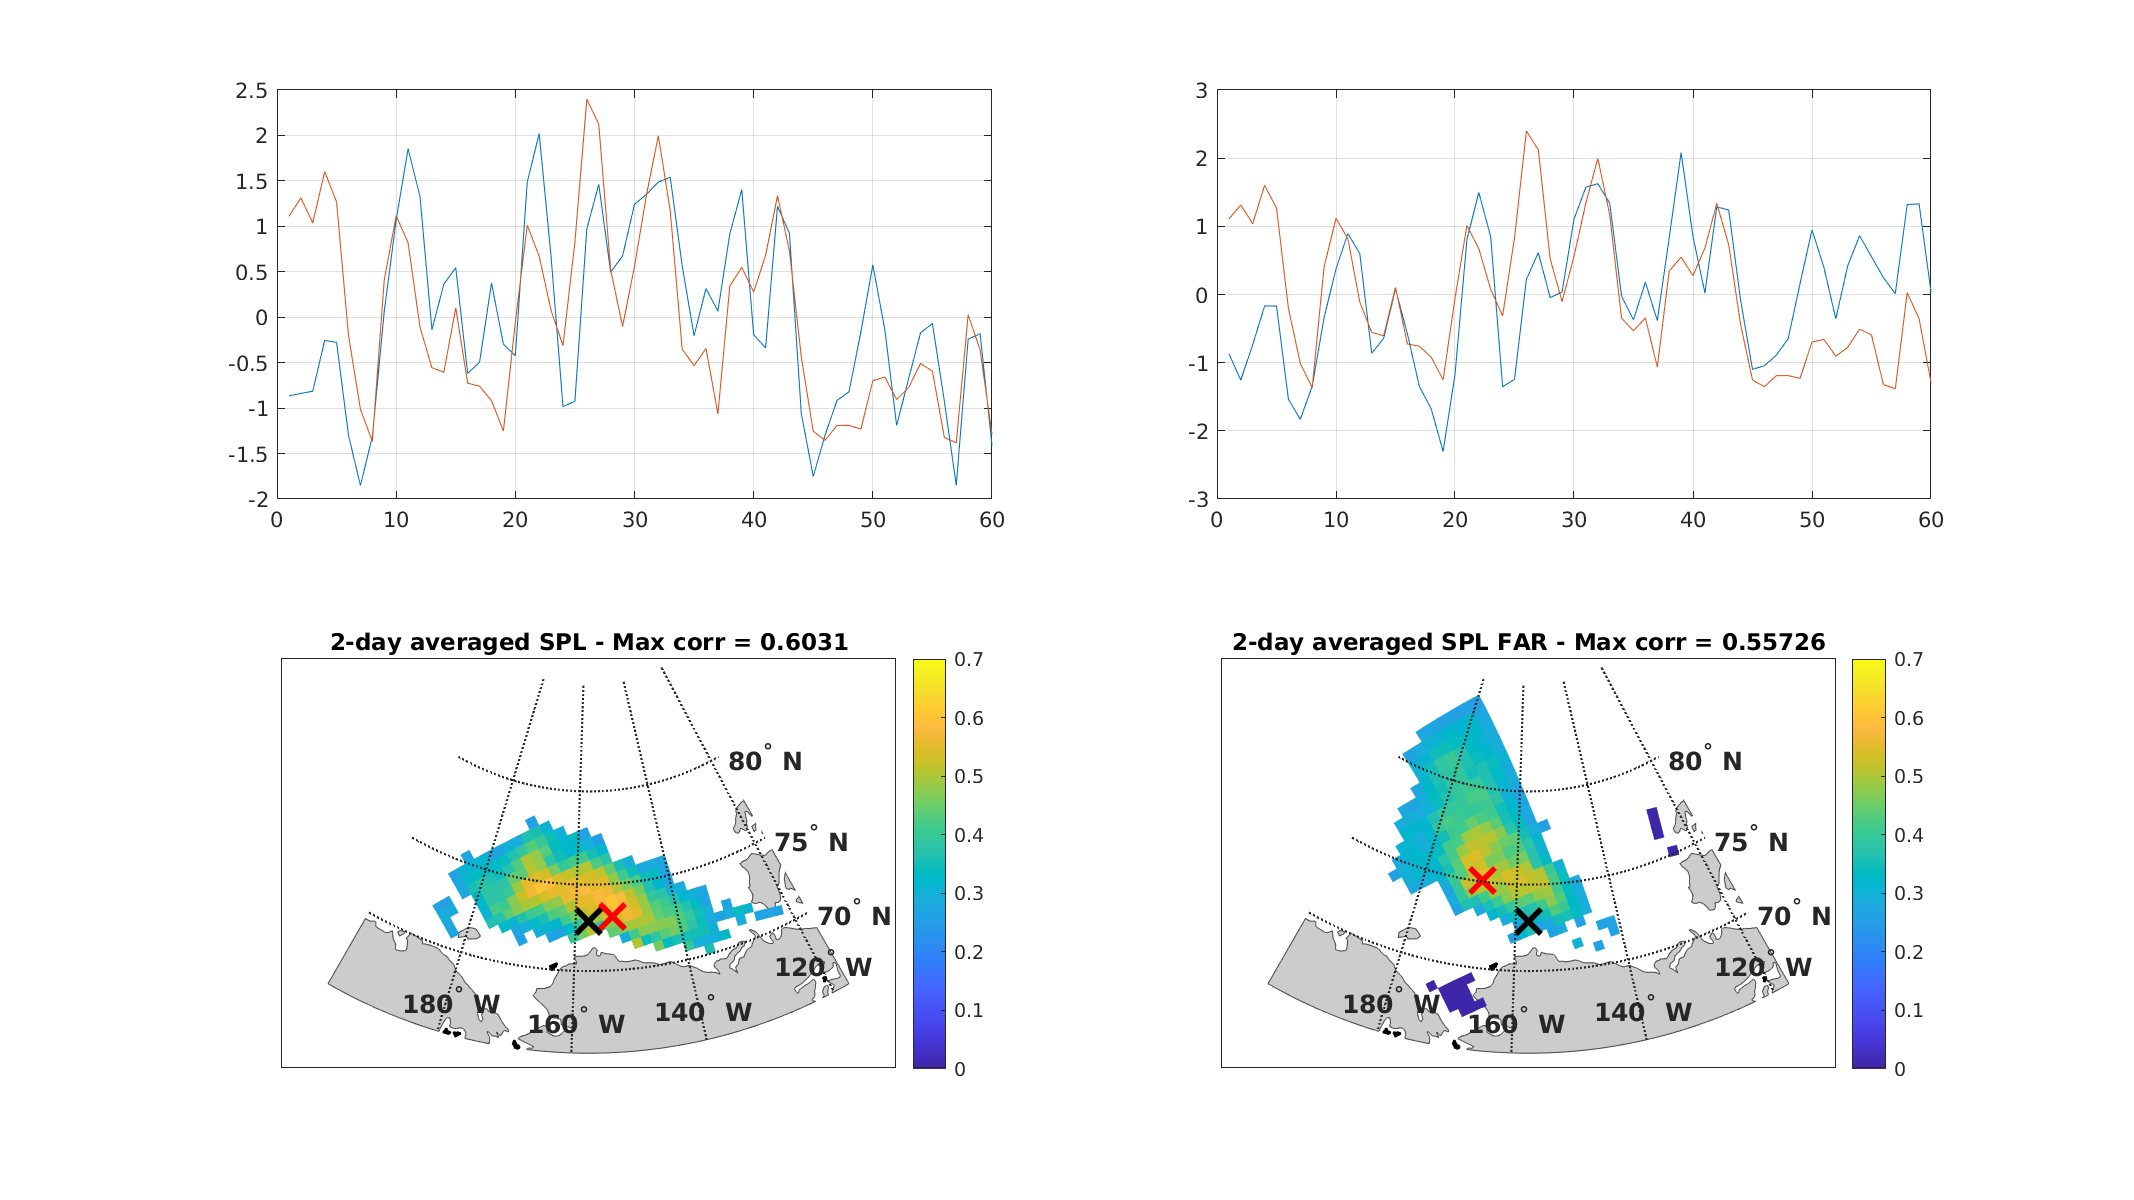 2.5
2
1.5
1
0.5
0
-0.5
-1
-1.5
-2
0 10 20 30 40 50 60
3
2
1
0
-1
-2
-3
0 10 20 30 40 50 60
2-day averaged SPL - Max corr = 0.6031
80° N
75° N
70° N
120° W
180° W
160° W
140° W
0.7
0.6
0.5
0.4
0.3
0.2
0.1
0
2-day averaged SPL FAR - Max corr = 0.55726
80° N
75° N
70° N
120° W
180° W
160° W
140° W
0.7
0.6
0.5
0.4
0.3
0.2
0.1
0